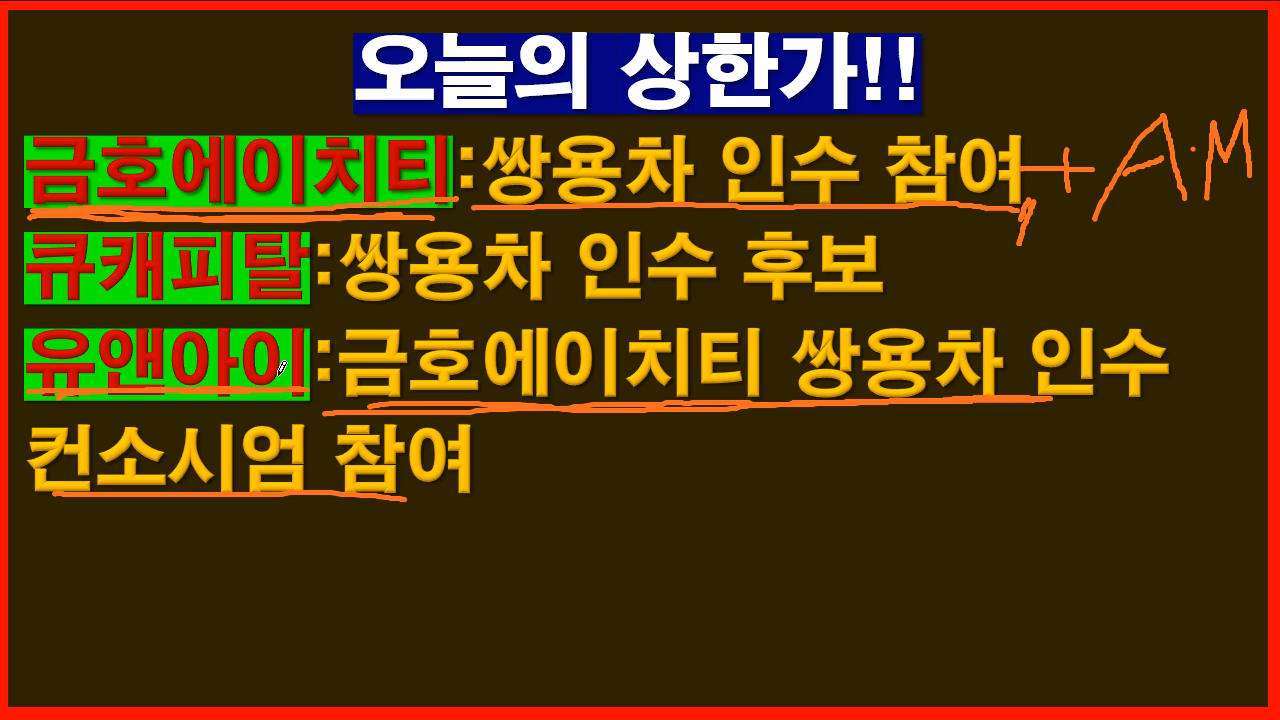 오늘의 상한가!!
금호에이치티:쌍용차 인수 참여 + A.M
큐캐피탈:쌍용차 인수 후보
유앤아이:금호에이치티 쌍용차 인수
컨소시엄 참여